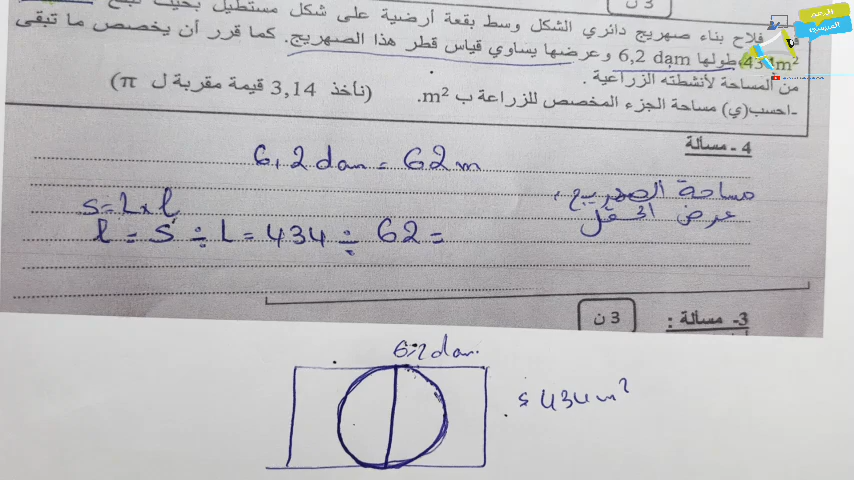 3 ن
فلاح بناء صهريج دائري الشكل وسط بقعة أرضية على شكل مستطيل بحيث
434m² طولها 6,2 dam وعرضها يساوي قياس قطر هذا الصهريج. كما قرر أن يخصص ما تبقى
من المساحة لأنشطته الزراعية .
-احسب(ي) مساحة الجزء المخصص للزراعة ب m². (نأخذ 3,14 قيمة مقربة ل π)
4 - مسألة
6,2 dam = 62 m
مساحة الصهريج
عرض الحقل
S = L x l
l = S ÷ L = 434 ÷ 62 =
3- مسألة :
3 ن
6,2 dam
S 434 m²